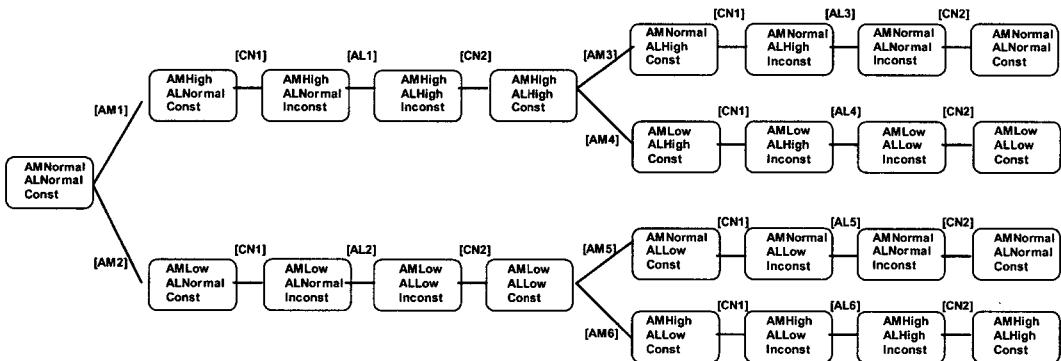 [CN1]
[AL3]
[CN2]
AMNormal
ALHigh
Const
AMNormal
ALHigh
Inconst
AMNormal
ALNormal
Inconst
AMNormal
ALNormal
Const
[AM3]
[CN1]
[AL1]
[CN2]
AMHigh
ALNormal
Const
AMHigh
ALNormal
Inconst
AMHigh
ALHigh
Inconst
AMHigh
ALHigh
Const
[AM1]
[AM4]
[CN1]
[AL4]
[CN2]
AMLow
ALHigh
Const
AMLow
ALHigh
Inconst
AMLow
ALLow
Inconst
AMLow
ALLow
Const
AMNormal
ALNormal
Const
[AM2]
[CN1]
[AL2]
[CN2]
AMLow
ALNormal
Const
AMLow
ALNormal
Inconst
AMLow
ALLow
Inconst
AMLow
ALLow
Const
[AM5]
[CN1]
[AL5]
[CN2]
AMNormal
ALLow
Const
AMNormal
ALLow
Inconst
AMNormal
ALNormal
Inconst
AMNormal
ALNormal
Const
[AM6]
[CN1]
[AL6]
[CN2]
AMHigh
ALLow
Const
AMHigh
ALLow
Inconst
AMHigh
ALHigh
Inconst
AMHigh
ALHigh
Const